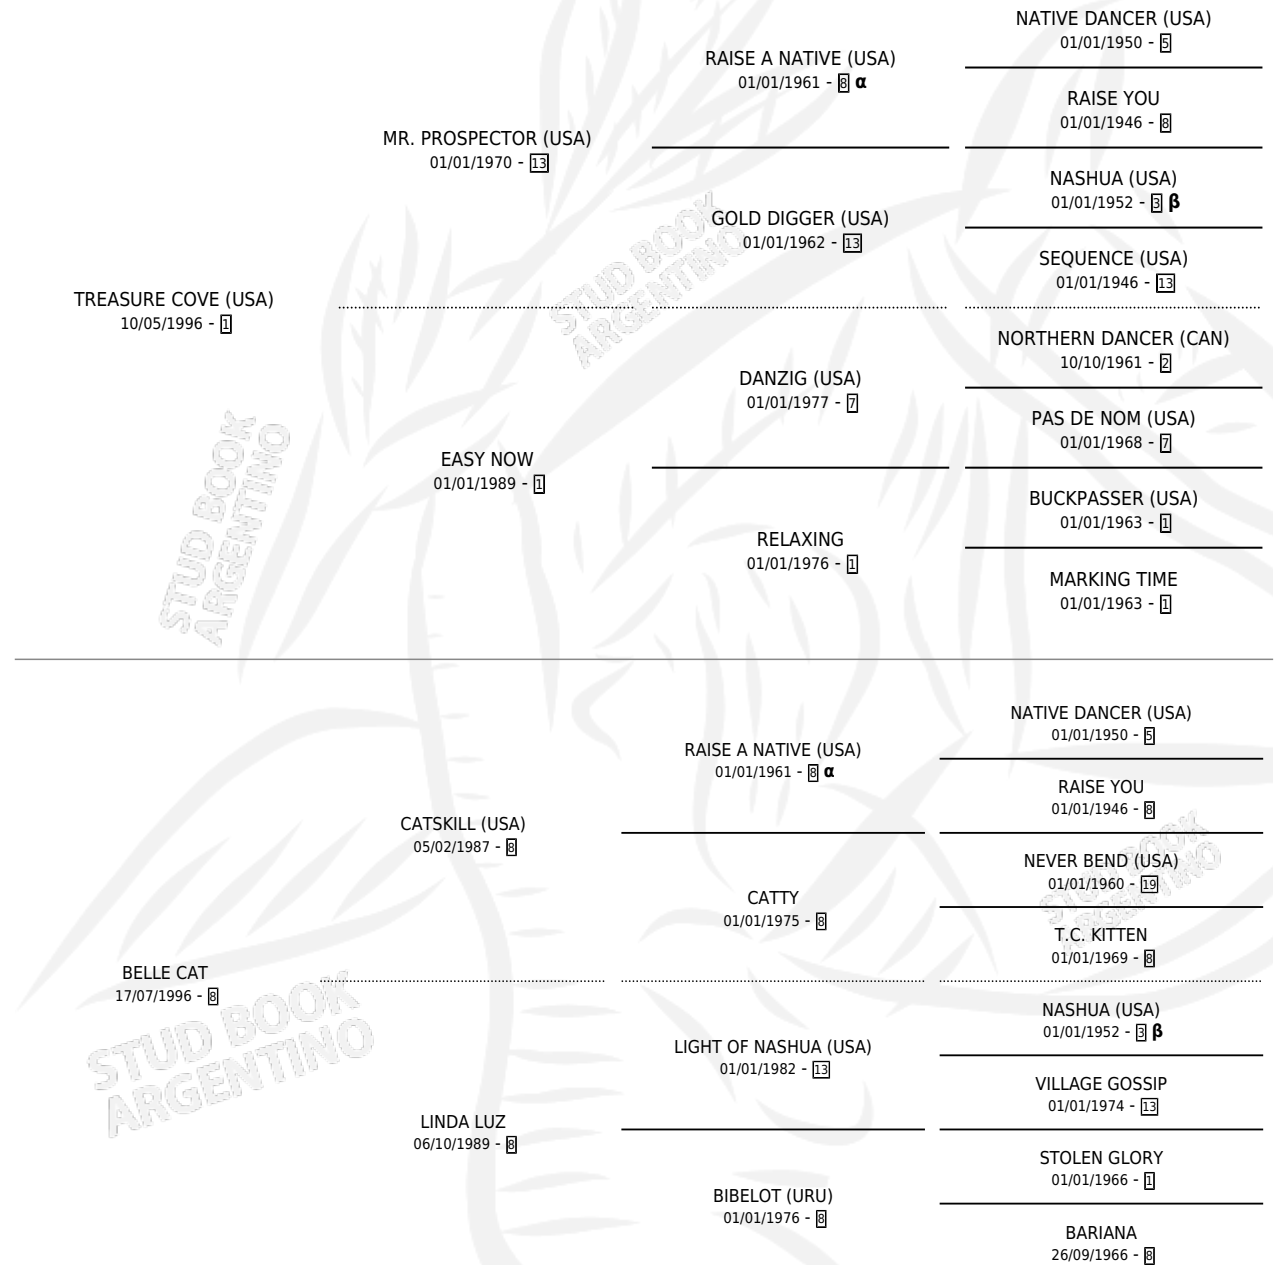 NATIVE DANCER (USA)
01/01/1950 - 5
RAISE A NATIVE (USA)
01/01/1961 - 8 α
RAISE YOU
01/01/1946 - 8
MR. PROSPECTOR (USA)
01/01/1970 - 13
NASHUA (USA)
01/01/1952 - 3 β
GOLD DIGGER (USA)
01/01/1962 - 13
SEQUENCE (USA)
01/01/1946 - 13
TREASURE COVE (USA)
10/05/1996 - 1
STUD BOOK
ARGENTINO
NORTHERN DANCER (CAN)
10/10/1961 - 2
DANZIG (USA)
01/01/1977 - 7
PAS DE NOM (USA)
01/01/1968 - 7
EASY NOW
01/01/1989 - 1
BUCKPASSER (USA)
01/01/1963 - 1
RELAXING
01/01/1976 - 1
MARKING TIME
01/01/1963 - 1
STUD BOOK
ARGENTINO
NATIVE DANCER (USA)
01/01/1950 - 5
RAISE A NATIVE (USA)
01/01/1961 - 8 α
RAISE YOU
01/01/1946 - 8
CATSKILL (USA)
05/02/1987 - 8
NEVER BEND (USA)
01/01/1960 - 19
CATTY
01/01/1975 - 8
T.C. KITTEN
01/01/1969 - 8
STUD BOOK
ARGENTINO
BELLE CAT
17/07/1996 - 8
STUD BOOK
ARGENTINO
NASHUA (USA)
01/01/1952 - 3 β
LIGHT OF NASHUA (USA)
01/01/1982 - 13
VILLAGE GOSSIP
01/01/1974 - 13
LINDA LUZ
06/10/1989 - 8
STOLEN GLORY
01/01/1966 - 1
BIBELOT (URU)
01/01/1976 - 8
BARIANA
26/09/1966 - 8